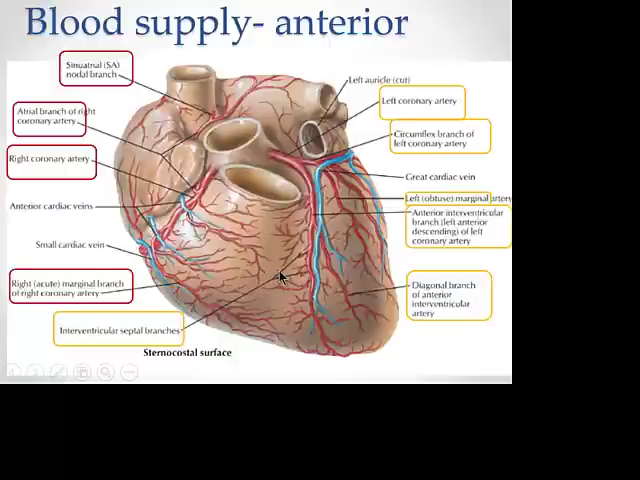 Blood supply- anterior
Sinuatrial (SA)
nodal branch
Atrial branch of right
coronary artery
Right coronary artery
Anterior cardiac veins
Small cardiac vein
Right (acute) marginal branch
of right coronary artery
Interventricular septal branches
Sternocostal surface
Left auricle (cut)
Left coronary artery
Circumflex branch of
left coronary artery
Great cardiac vein
Left (obtuse) marginal artery
Anterior interventricular
branch (left anterior
descending) of left
coronary artery
Diagonal branch
of anterior
interventricular
artery